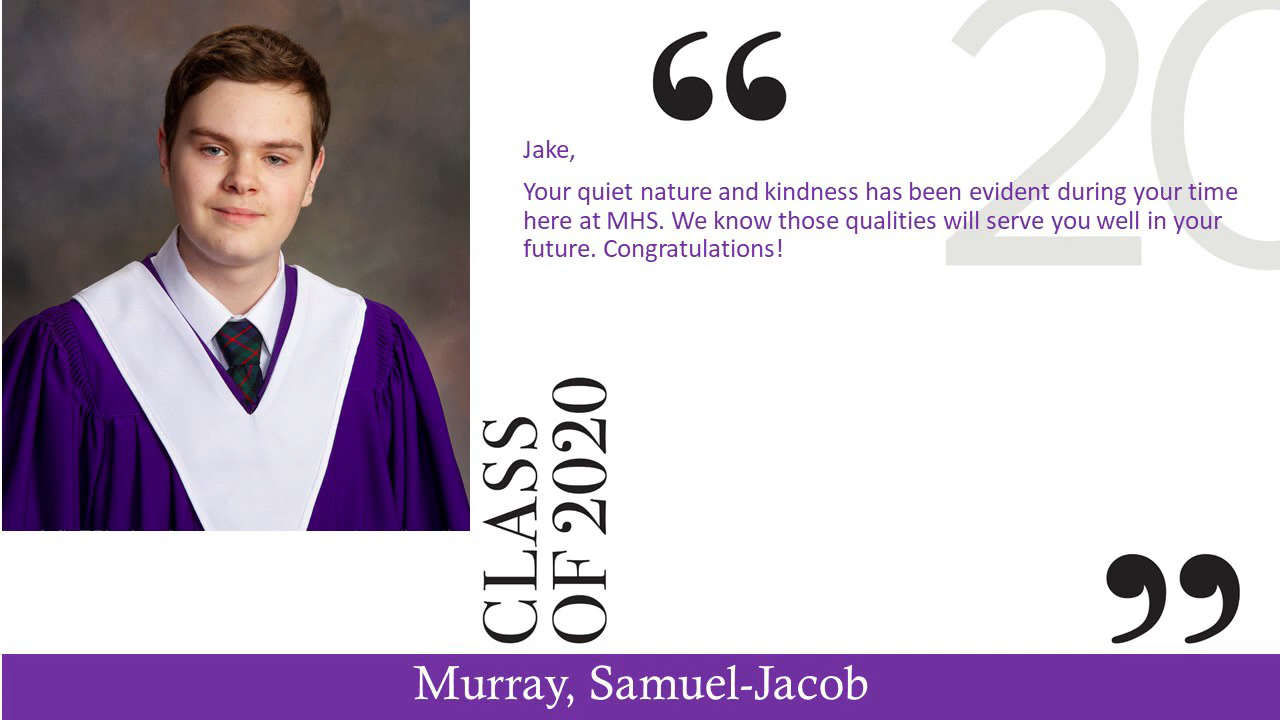 20
“
Jake,
Your quiet nature and kindness has been evident during your time
here at MHS. We know those qualities will serve you well in your
future. Congratulations!
CLASS
OF 2020
”
Murray, Samuel-Jacob